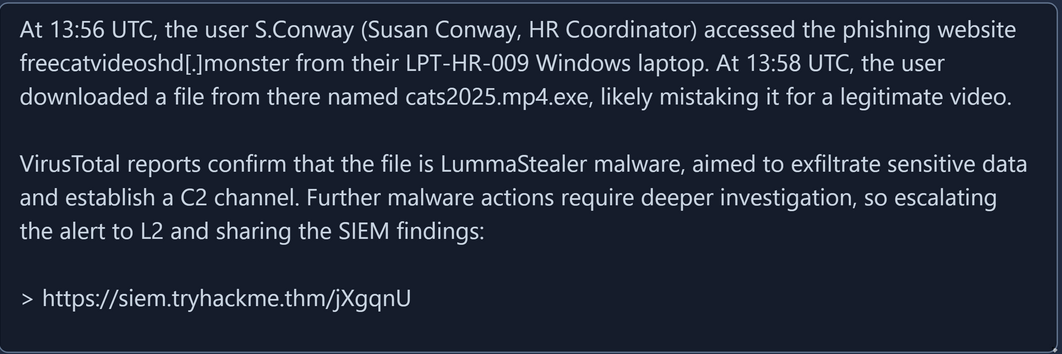 At 13:56 UTC, the user S.Conway (Susan Conway, HR Coordinator) accessed the phishing website
freecatvideoshd[.]monster from their LPT-HR-009 Windows laptop. At 13:58 UTC, the user
downloaded a file from there named cats2025.mp4.exe, likely mistaking it for a legitimate video.
VirusTotal reports confirm that the file is LummaStealer malware, aimed to exfiltrate sensitive data
and establish a C2 channel. Further malware actions require deeper investigation, so escalating
the alert to L2 and sharing the SIEM findings:
> https://siem.tryhackme.thm/jXgqnU